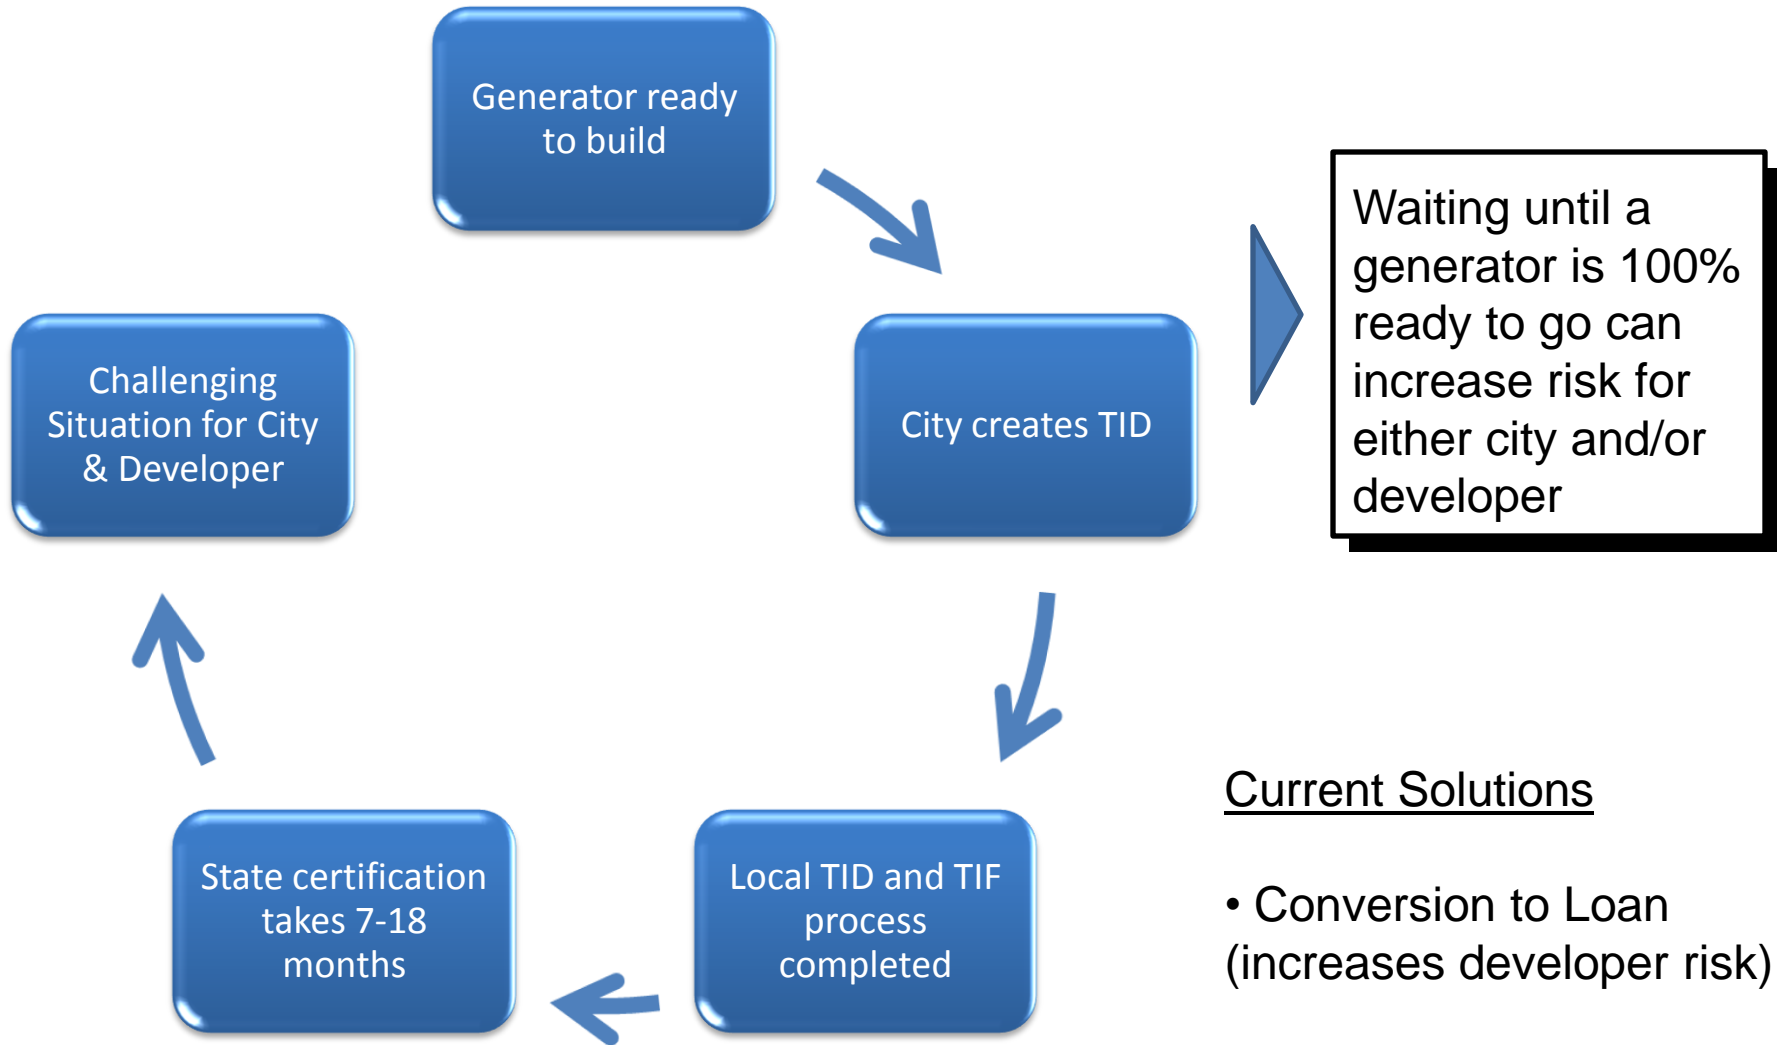 Generator ready
to build
City creates TID
Waiting until a
generator is 100%
ready to go can
increase risk for
either city and/or
developer
Local TID and TIF
process
completed
State certification
takes 7-18
months
Challenging
Situation for City
& Developer
Current Solutions
• Conversion to Loan
(increases developer risk)